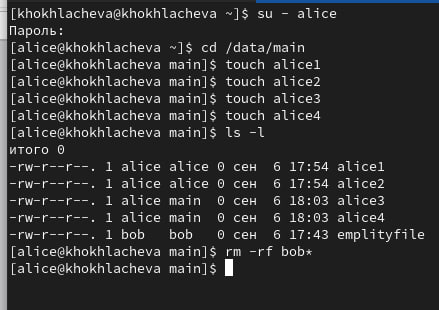 [khokhlacheva@khokhlacheva ~]$ su - alice
Пароль:
[alice@khokhlacheva ~]$ cd /data/main
[alice@khokhlacheva main]$ touch alice1
[alice@khokhlacheva main]$ touch alice2
[alice@khokhlacheva main]$ touch alice3
[alice@khokhlacheva main]$ touch alice4
[alice@khokhlacheva main]$ ls -l
итого 0
-rw-r--r--. 1 alice alice 0 сен  6 17:54 alice1
-rw-r--r--. 1 alice alice 0 сен  6 17:54 alice2
-rw-r--r--. 1 alice main  0 сен  6 18:03 alice3
-rw-r--r--. 1 alice main  0 сен  6 18:03 alice4
-rw-r--r--. 1 bob   bob   0 сен  6 17:43 emplityfile
[alice@khokhlacheva main]$ rm -rf bob*
[alice@khokhlacheva main]$